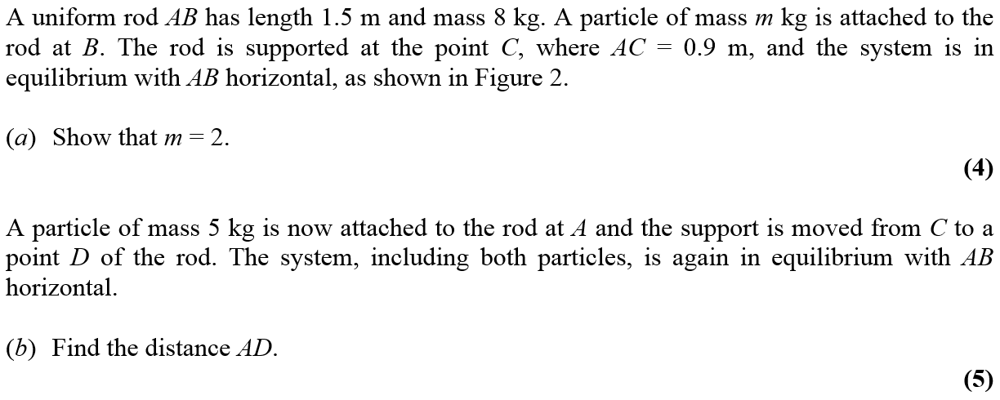 A uniform rod AB has length 1.5 m and mass 8 kg. A particle of mass m kg is attached to the
rod at B. The rod is supported at the point C, where AC = 0.9 m, and the system is in
equilibrium with AB horizontal, as shown in Figure 2.
(a) Show that m = 2.
(4)
A particle of mass 5 kg is now attached to the rod at A and the support is moved from C to a
point D of the rod. The system, including both particles, is again in equilibrium with AB
horizontal.
(b) Find the distance AD.
(5)